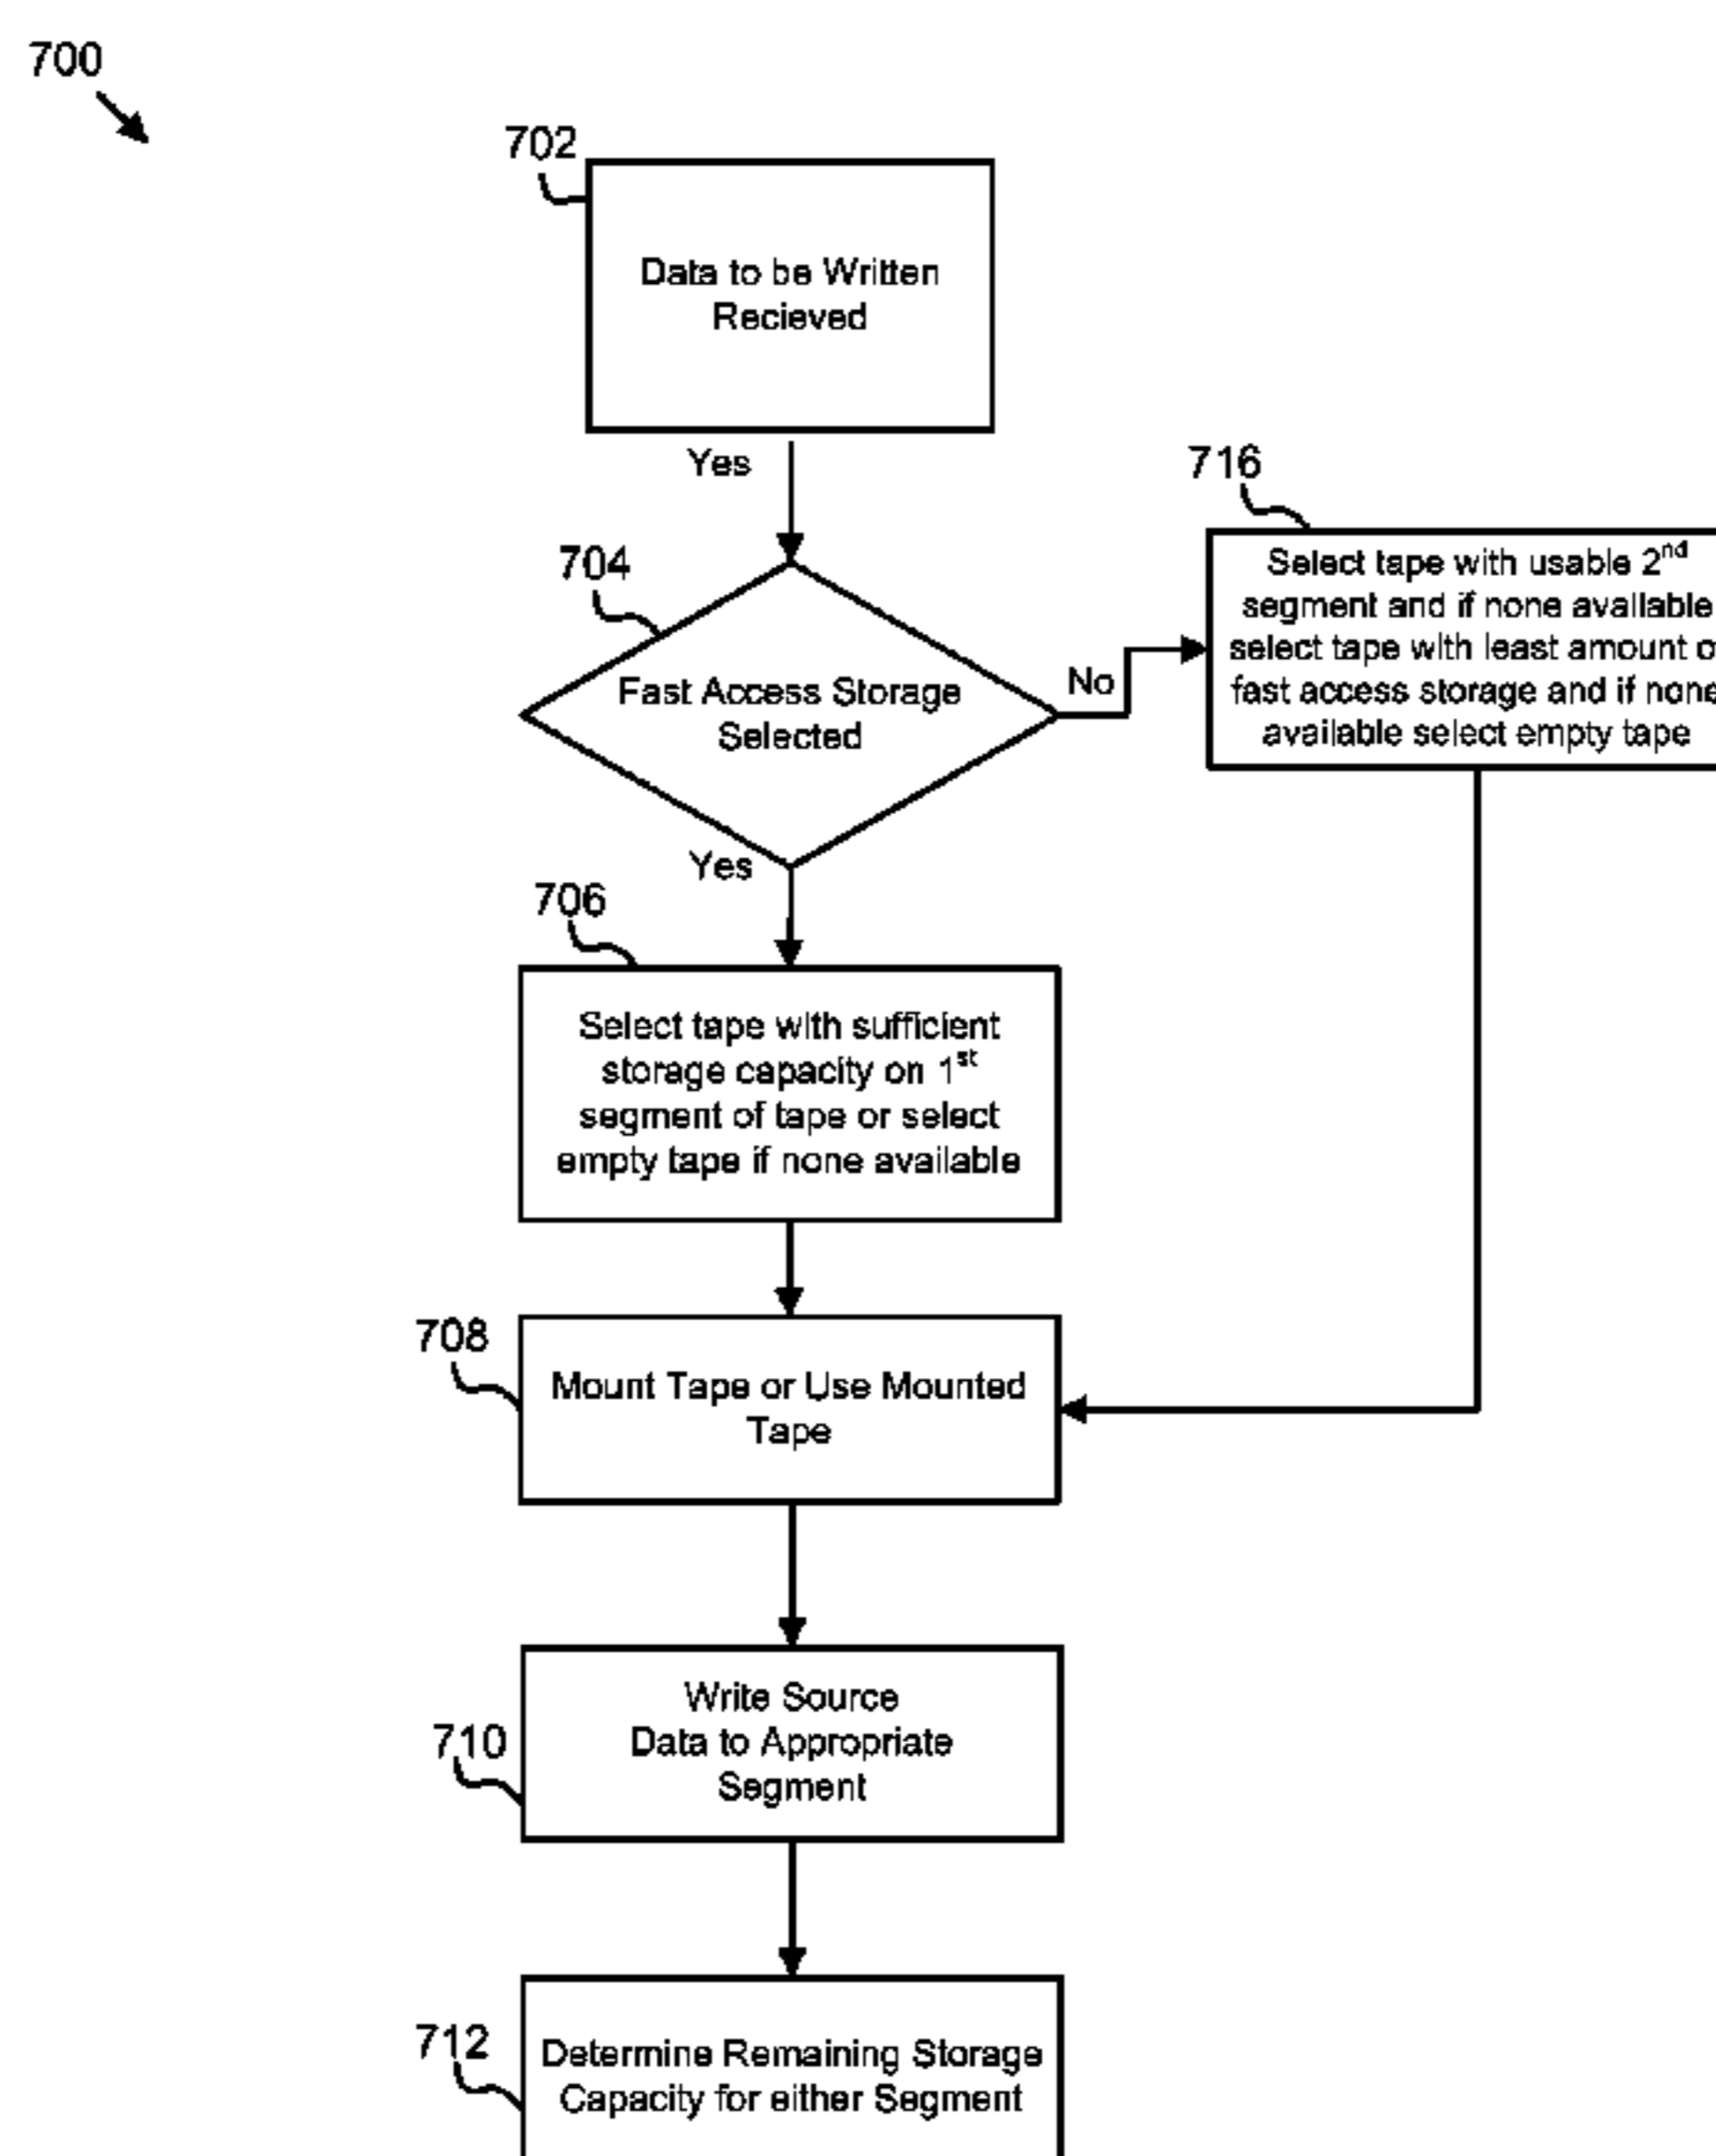 700
702
Data to be Written
Recieved
Yes
704
Fast Access Storage
Selected
No
716
Select tape with usable 2nd
segment and if none available
select tape with least amount
fast access storage and if none
available select empty tape
Yes
706
Select tape with sufficient
storage capacity on 1st
segment of tape or select
empty tape if none available
708
Mount Tape or Use Mounted
Tape
710
Write Source
Data to Appropriate
Segment
712
Determine Remaining Storage
Capacity for either Segment